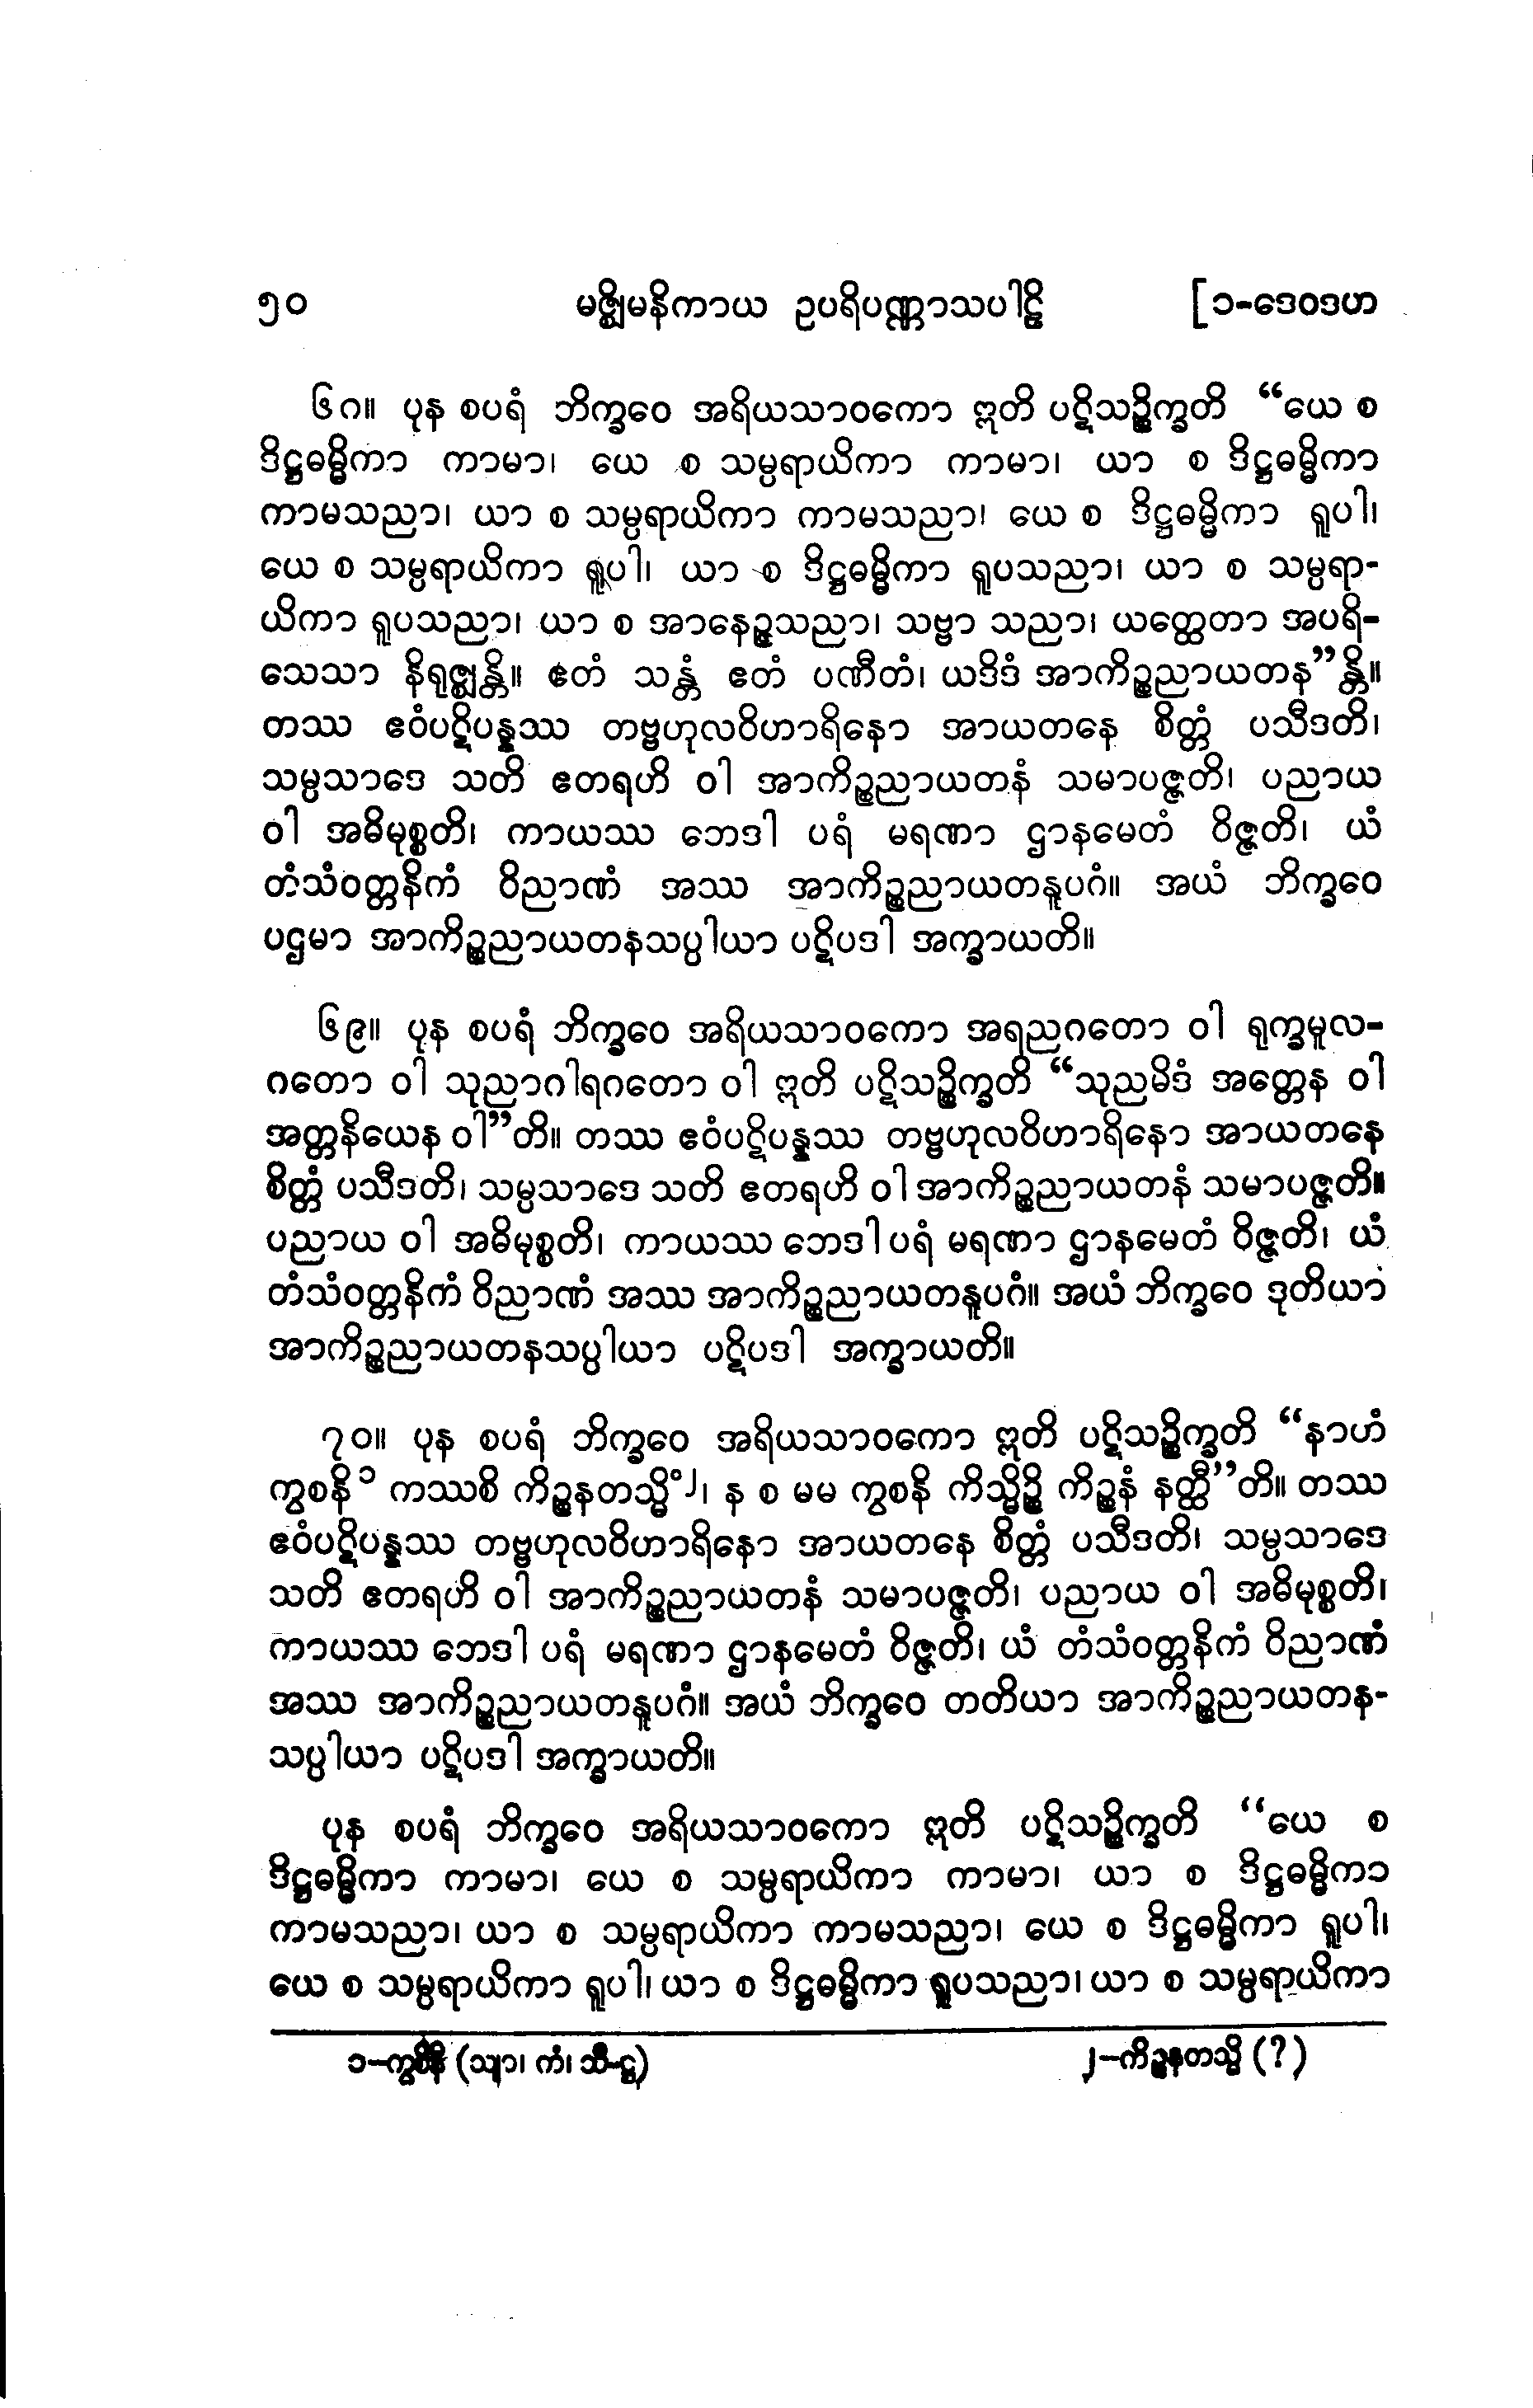 ၅၀ မဇ္ဈိမနိကာယ ဥပရိပဏ္ဏာသပါဠိ [၁-ဒေဝဒဟ
၆၈။ ပုန စပရံ ဘိက္ခဝေ အရိယသာဝကော ဣတိ ပဋိသဉ္စိက္ခတိ “ယေ စ
ဒိဋ္ဌဓမ္မိကာ ကာမာ၊ ယေ စ သမ္ပရာယိကာ ကာမာ၊ ယာ စ ဒိဋ္ဌဓမ္မိကာ
ကာမသညာ၊ ယာ စ သမ္ပရာယိကာ ကာမသညာ၊ ယေ စ ဒိဋ္ဌဓမ္မိကာ ရူပါ၊
ယေ စ သမ္ပရာယိကာ ရူပါ၊ ယာ စ ဒိဋ္ဌဓမ္မိကာ ရူပသညာ၊ ယာ စ သမ္ပရာ-
ယိကာ ရူပသညာ၊ ယာ စ အာနေဉ္ဇသညာ၊ သဗ္ဗာ သညာ၊ ယတ္ထေတာ အပရိ-
သေသာ နိရုဇ္ဈန္တိ။ ဧတံ သန္တံ ဧတံ ပဏီတံ၊ ယဒိဒံ အာကိဉ္စညာယတန”န္တိ။
တဿ ဧဝံပဋိပန္နဿ တဗ္ဗဟုလဝိဟာရိနော အာယတနေ စိတ္တံ ပသီဒတိ၊
သမ္ပသာဒေ သတိ ဧတရဟိ ဝါ အာကိဉ္စညာယတနံ သမာပဇ္ဇတိ၊ ပညာယ
ဝါ အဓိမုစ္စတိ၊ ကာယဿ ဘေဒါ ပရံ မရဏာ ဌာနမေတံ ဝိဇ္ဇတိ၊ ယံ
တံသံဝတ္တနိကံ ဝိညာဏံ အဿ အာကိဉ္စညာယတနူပဂံ။ အယံ ဘိက္ခဝေ
ပဌမာ အာကိဉ္စညာယတနသပ္ပါယာ ပဋိပဒါ အက္ခာယတိ။
၆၉။ ပုန စပရံ ဘိက္ခဝေ အရိယသာဝကော အရညဂတော ဝါ ရုက္ခမူလ-
ဂတော ဝါ သုညာဂါရဂတော ဝါ ဣတိ ပဋိသဉ္စိက္ခတိ “သုညမိဒံ အတ္တေန ဝါ
အတ္တနိယေန ဝါ”တိ။ တဿ ဧဝံပဋိပန္နဿ တဗ္ဗဟုလဝိဟာရိနော အာယတနေ
စိတ္တံ ပသီဒတိ၊ သမ္ပသာဒေ သတိ ဧတရဟိ ဝါ အာကိဉ္စညာယတနံ သမာပဇ္ဇတိ။
ပညာယ ဝါ အဓိမုစ္စတိ၊ ကာယဿ ဘေဒါ ပရံ မရဏာ ဌာနမေတံ ဝိဇ္ဇတိ၊ ယံ
တံသံဝတ္တနိကံ ဝိညာဏံ အဿ အာကိဉ္စညာယတနူပဂံ။ အယံ ဘိက္ခဝေ ဒုတိယာ
အာကိဉ္စညာယတနသပ္ပါယာ ပဋိပဒါ အက္ခာယတိ။
၇၀။ ပုန စပရံ ဘိက္ခဝေ အရိယသာဝကော ဣတိ ပဋိသဉ္စိက္ခတိ “နာဟံ
ကွစနိ၁ ကဿစိ ကိဉ္စနတသ္မိံ၂၊ န စ မမ ကွစနိ ကိသ္မိဉ္စိ ကိဉ္စနံ နတ္ထီ”တိ။ တဿ
ဧဝံပဋိပန္နဿ တဗ္ဗဟုလဝိဟာရိနော အာယတနေ စိတ္တံ ပသီဒတိ၊ သမ္ပသာဒေ
သတိ ဧတရဟိ ဝါ အာကိဉ္စညာယတနံ သမာပဇ္ဇတိ၊ ပညာယ ဝါ အဓိမုစ္စတိ၊
ကာယဿ ဘေဒါ ပရံ မရဏာ ဌာနမေတံ ဝိဇ္ဇတိ၊ ယံ တံသံဝတ္တနိကံ ဝိညာဏံ
အဿ အာကိဉ္စညာယတနူပဂံ။ အယံ ဘိက္ခဝေ တတိယာ အာကိဉ္စညာယတန-
သပ္ပါယာ ပဋိပဒါ အက္ခာယတိ။
ပုန စပရံ ဘိက္ခဝေ အရိယသာဝကော ဣတိ ပဋိသဉ္စိက္ခတိ “ယေ စ
ဒိဋ္ဌဓမ္မိကာ ကာမာ၊ ယေ စ သမ္ပရာယိကာ ကာမာ၊ ယာ စ ဒိဋ္ဌဓမ္မိကာ
ကာမသညာ၊ ယာ စ သမ္ပရာယိကာ ကာမသညာ၊ ယေ စ ဒိဋ္ဌဓမ္မိကာ ရူပါ၊
ယေ စ သမ္ပရာယိကာ ရူပါ၊ ယာ စ ဒိဋ္ဌဓမ္မိကာ ရူပသညာ၊ ယာ စ သမ္ပရာယိကာ
၁-ကွစိနိ (သျာ၊ ကံ၊ သီ-ဋ္ဌ) ၂-ကိဉ္စနတသ္မိ (?)